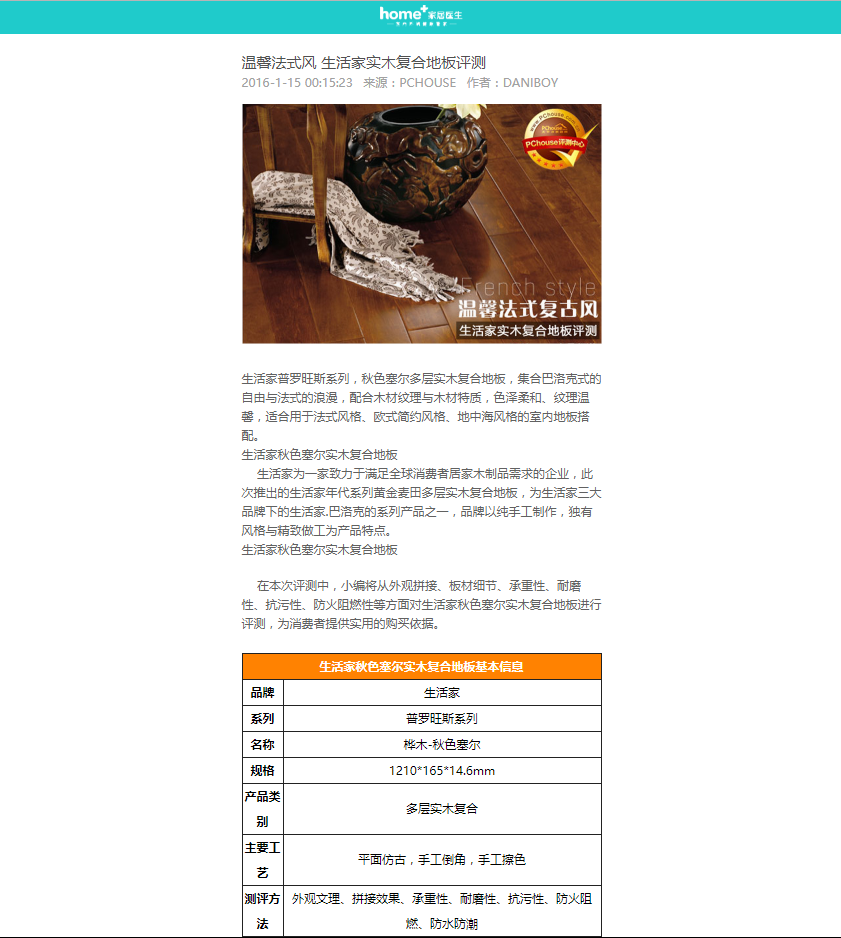 home+家居医生
温馨法式风 生活家实木复合地板评测
2016-1-15 00:15:23 来源：PCHOUSE 作者：DANIBOY
www.PChouse.com.cn
PChouse评测中心
French style
温馨法式复古风
生活家实木复合地板评测
生活家普罗旺斯系列，秋色塞尔多层实木复合地板，集合巴洛克式的
自由与法式的浪漫，配合木材纹理与木材特质，色泽柔和、纹理温
馨，适合用于法式风格、欧式简约风格、地中海风格的室内地板搭
配。
生活家秋色塞尔实木复合地板
生活家为一家致力于满足全球消费者居家木制品需求的企业，此
次推出的生活家年代系列黄金麦田多层实木复合地板，为生活家三大
品牌下的生活家.巴洛克的系列产品之一，品牌以纯手工制作，独有
风格与精致做工为产品特点。
生活家秋色塞尔实木复合地板
在本次评测中，小编将从外观拼接、板材细节、承重性、耐磨
性、抗污性、防火阻燃性等方面对生活家秋色塞尔实木复合地板进行
评测，为消费者提供实用的购买依据。
生活家秋色塞尔实木复合地板基本信息
品牌 生活家
系列 普罗旺斯系列
名称 桦木-秋色塞尔
规格 1210*165*14.6mm
产品类
别
多层实木复合
主要工
艺
平面仿古，手工倒角，手工擦色
测评方
法
外观文理、拼接效果、承重性、耐磨性、抗污性、防火阻
燃、防水防潮